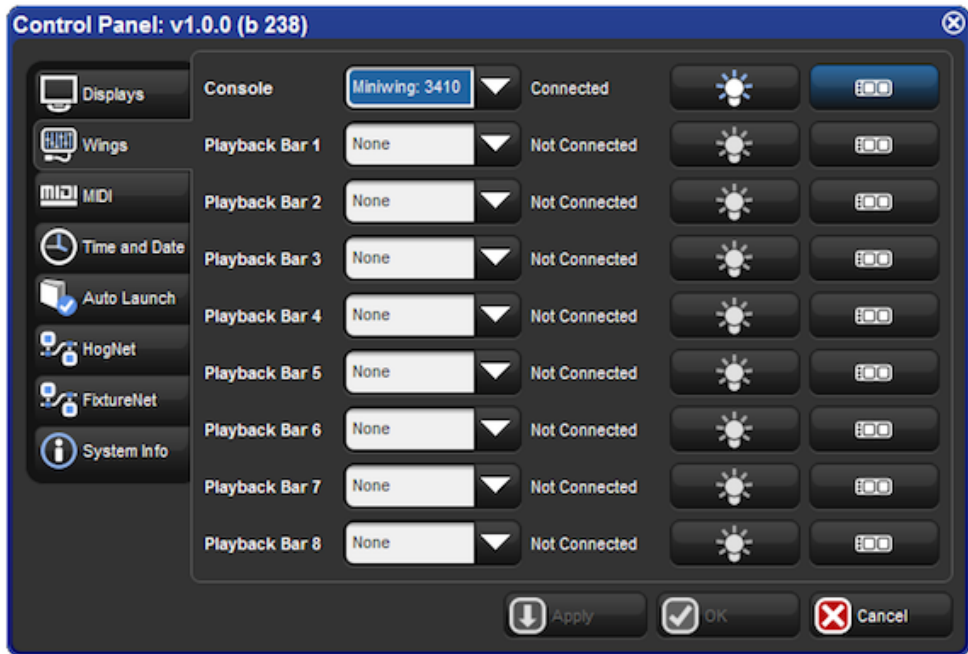 Control Panel: v1.0.0 (b 238)
Displays
Wings
MIDI MIDI
Time and Date
Auto Launch
HogNet
FixtureNet
System Info
Console Miniwing: 3410 Connected
Playback Bar 1 None Not Connected
Playback Bar 2 None Not Connected
Playback Bar 3 None Not Connected
Playback Bar 4 None Not Connected
Playback Bar 5 None Not Connected
Playback Bar 6 None Not Connected
Playback Bar 7 None Not Connected
Playback Bar 8 None Not Connected
Apply OK Cancel